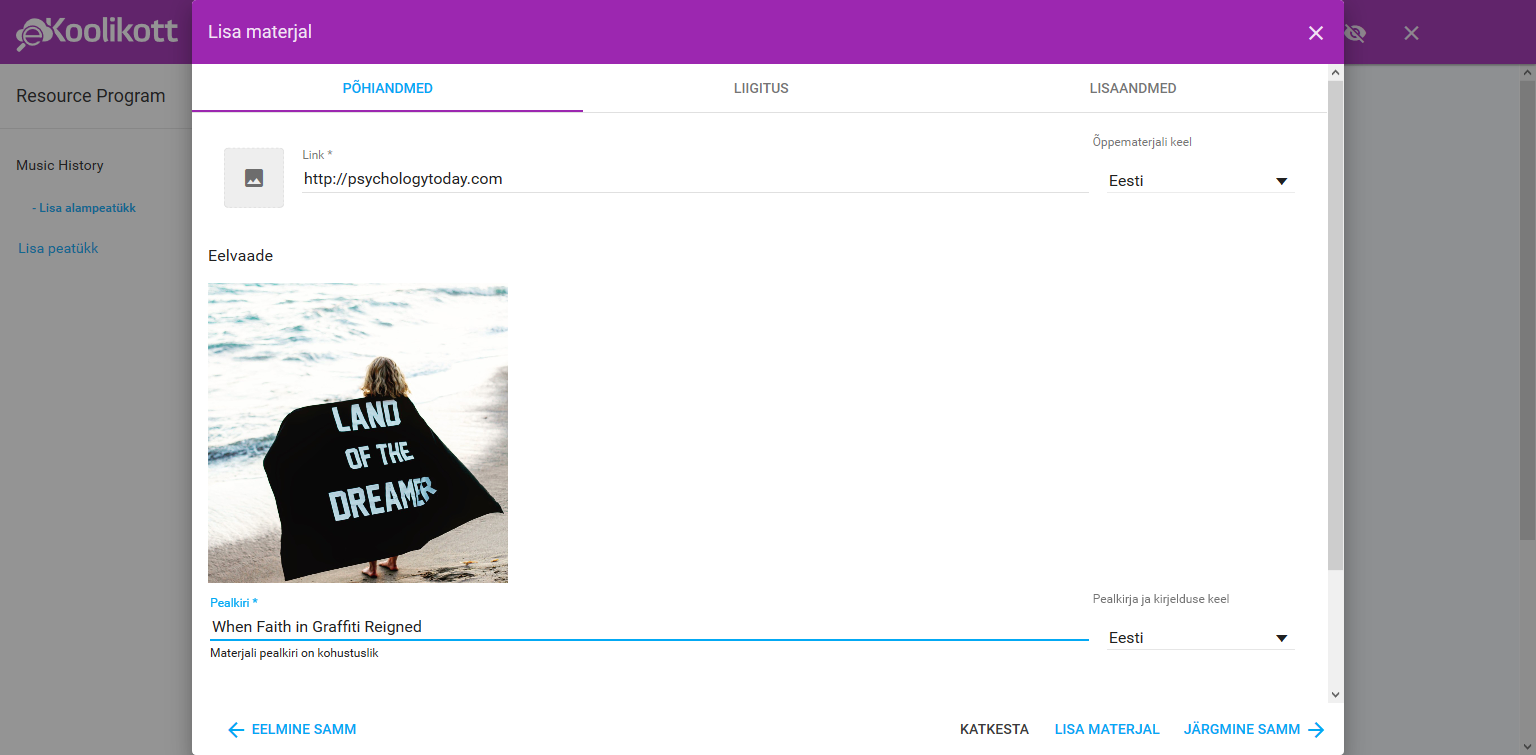 eKoolikott
Lisa materjal
Resource Program
Music History
- Lisa alampeatükk
Lisa peatükk
PÕHIANDMED
LIIGITUS
LISAANDMED
Link *
http://psychologytoday.com
Õppematerjali keel
Eesti
Eelvaade
LAND
OF THE
DREAMER
Pealkiri *
When Faith in Graffiti Reigned
Materjali pealkiri on kohustuslik
Pealkirja ja kirjelduse keel
Eesti
EELMINE SAMM
KATKESTA
LISA MATERJAL
JÄRGMINE SAMM